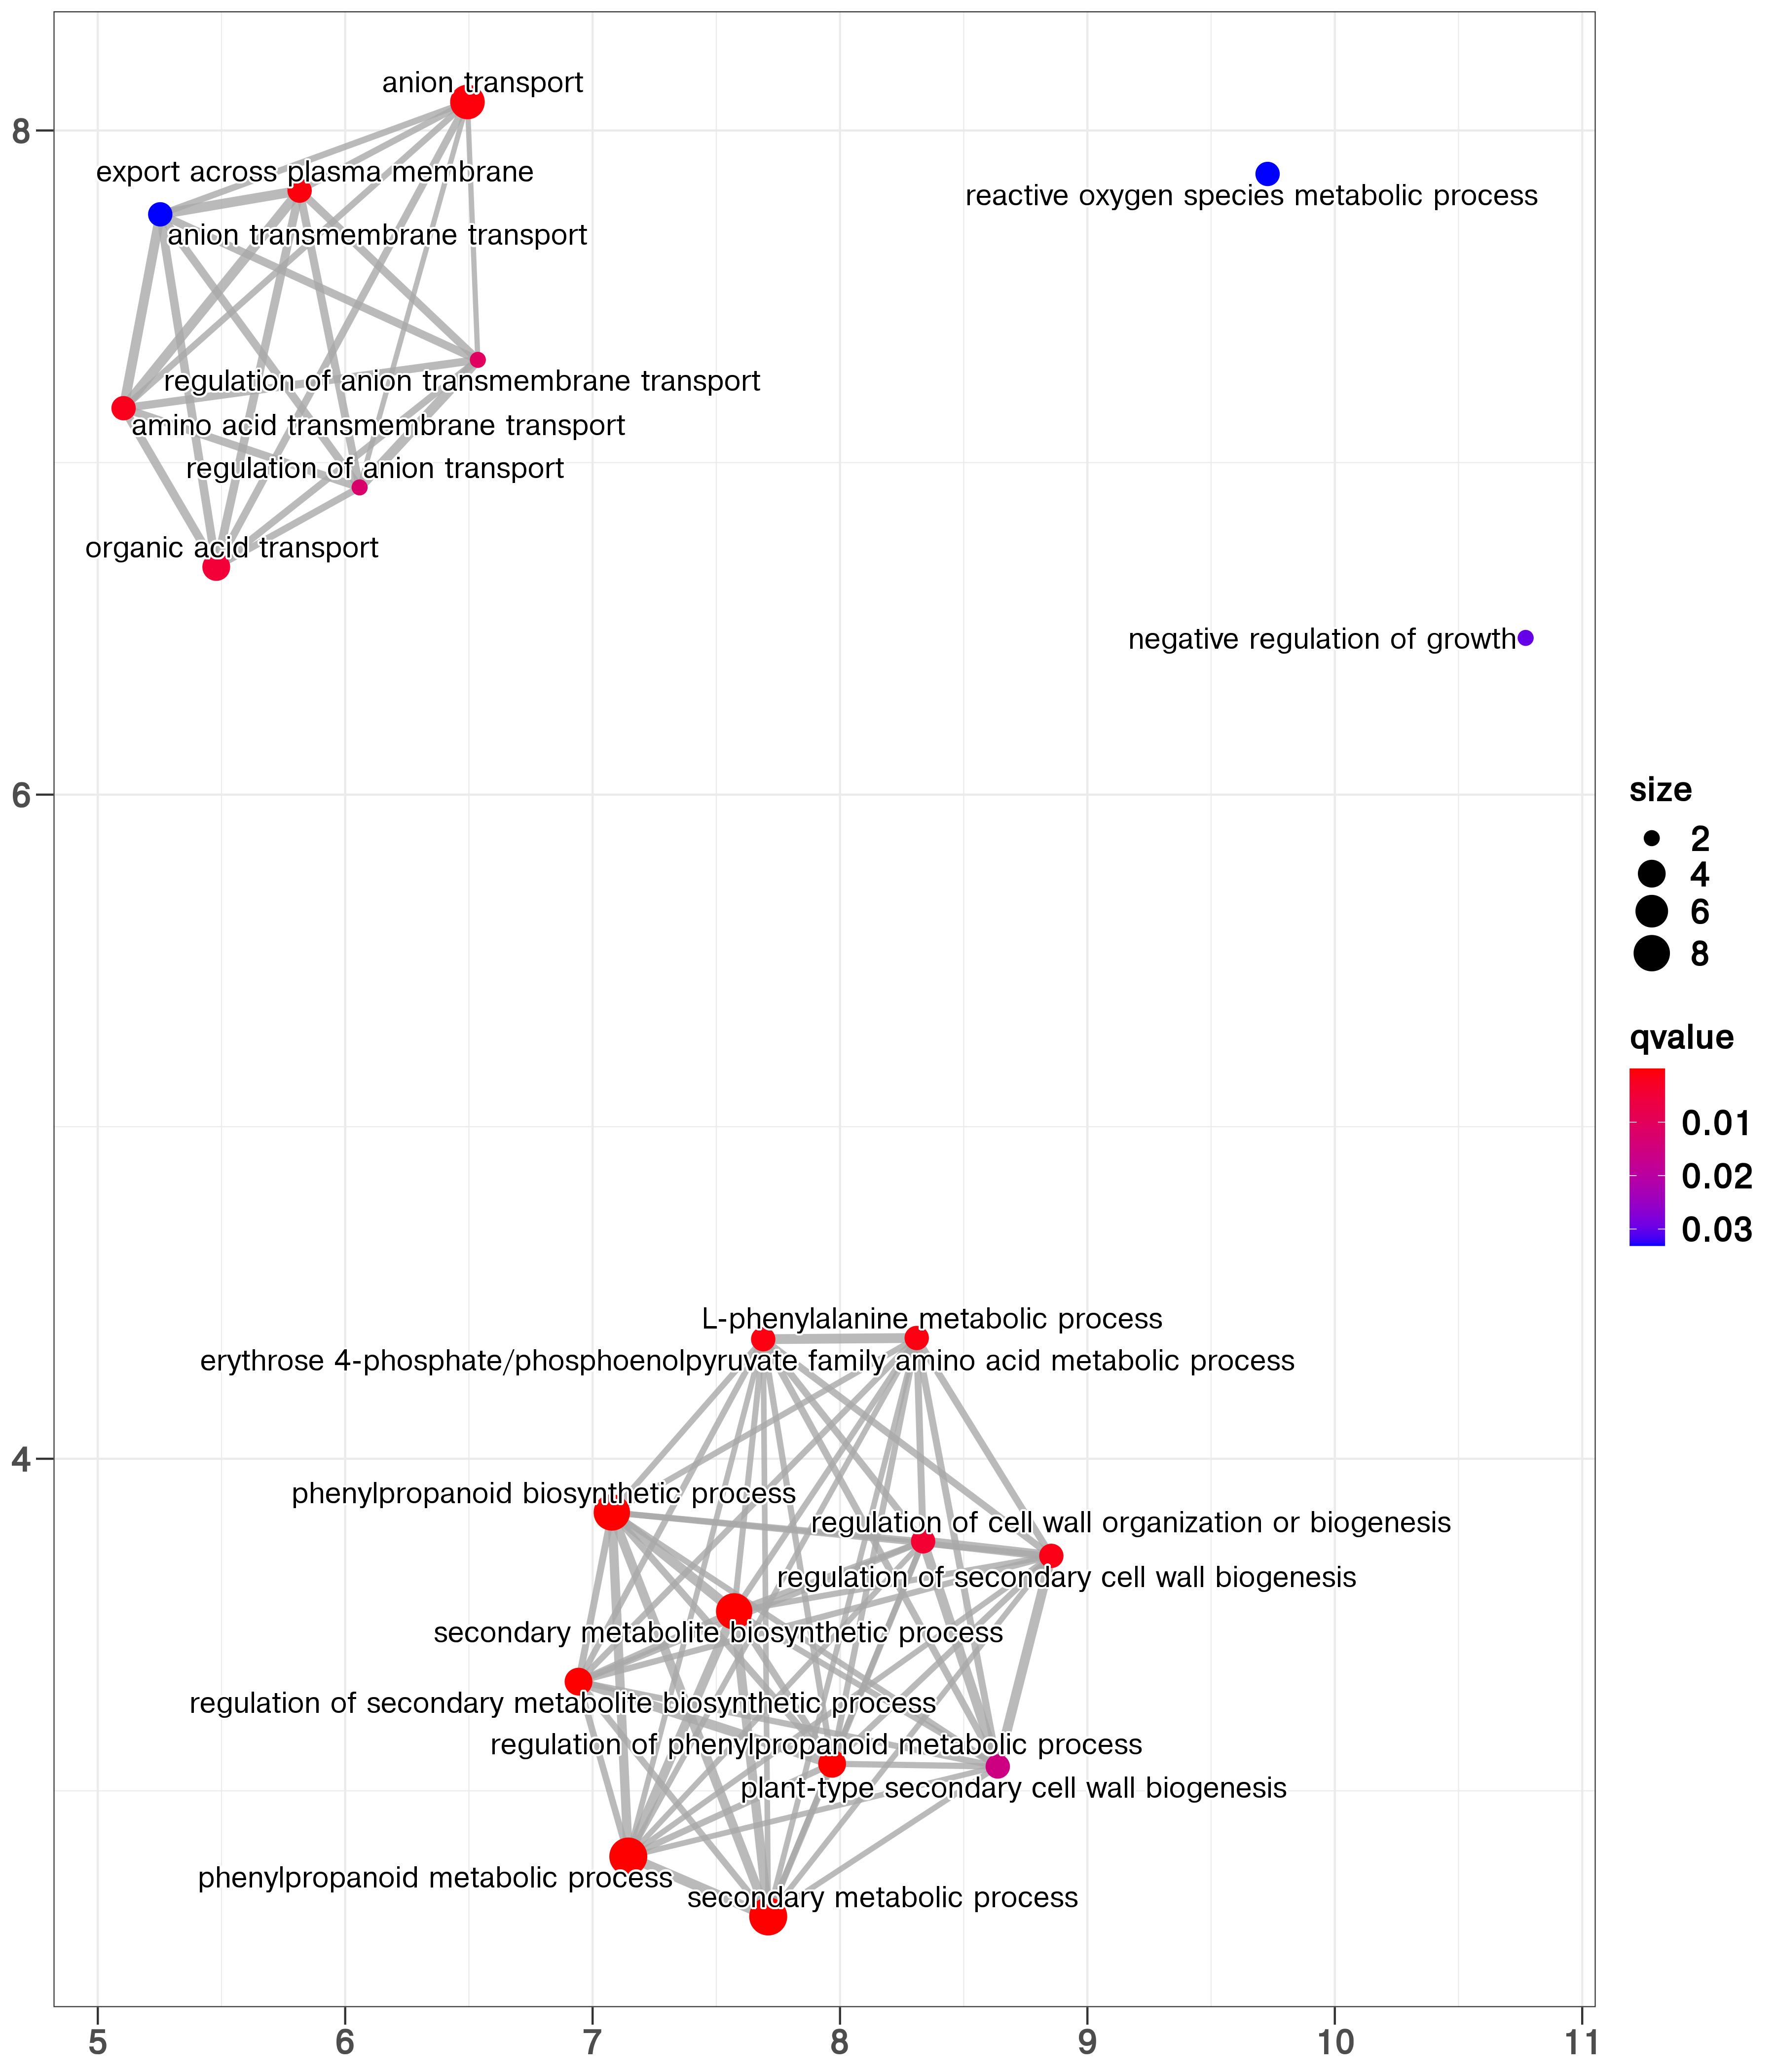 anion transport
8
export across plasma membrane
reactive oxygen species metabolic process
anion transmembrane transport
regulation of anion transmembrane transport
amino acid transmembrane transport
regulation of anion transport
organic acid transport
negative regulation of growth
6
size
2
4
6
8
qvalue
0.01
0.02
0.03
L-phenylalanine metabolic process
erythrose 4-phosphate/phosphoenolpyruvate family amino acid metabolic process
4
phenylpropanoid biosynthetic process
regulation of cell wall organization or biogenesis
regulation of secondary cell wall biogenesis
secondary metabolite biosynthetic process
regulation of secondary metabolite biosynthetic process
regulation of phenylpropanoid metabolic process
plant-type secondary cell wall biogenesis
phenylpropanoid metabolic process
secondary metabolic process
5 6 7 8 9 10 11